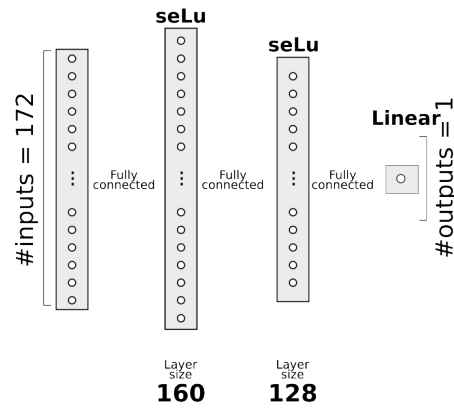 seLu
seLu
Linear
#inputs = 172
Fully
connected
Fully
connected
Fully
connected
#outputs = 1
Layer
size
160
Layer
size
128